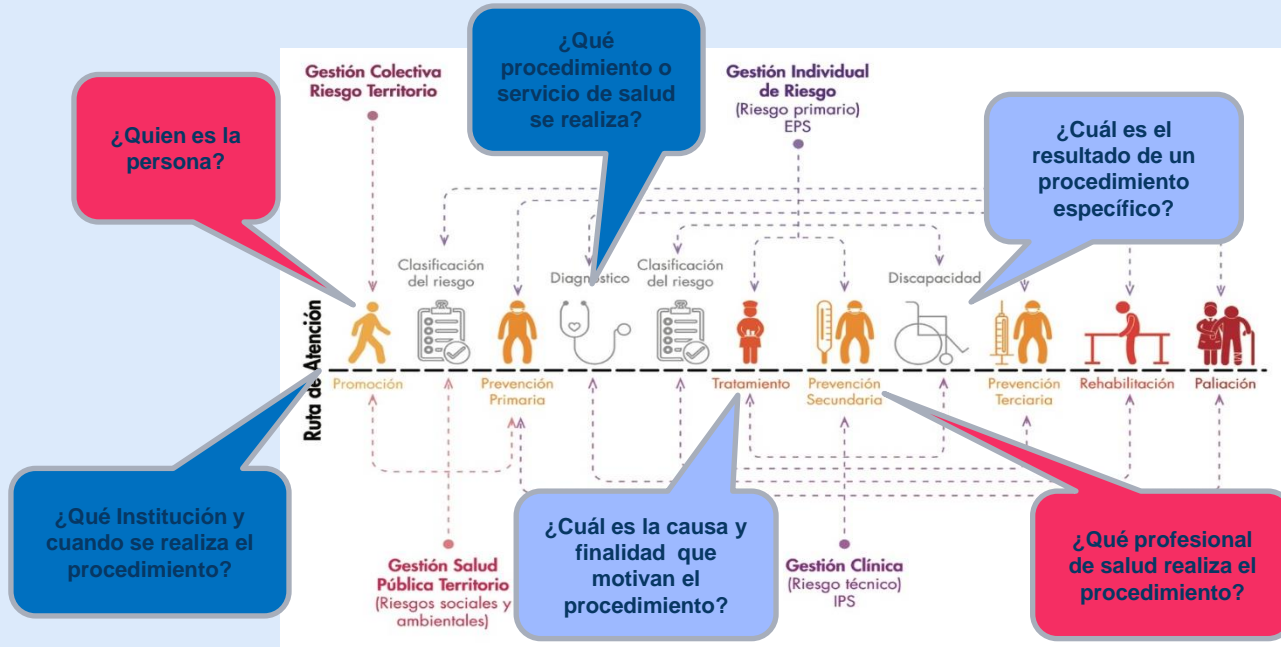 ¿Quien es la
persona?
Gestión Colectiva
Riesgo Territorio
¿Qué
procedimiento o
servicio de salud
se realiza?
Gestión Individual
de Riesgo
(Riesgo primario)
EPS
¿Cuál es el
resultado de un
procedimiento
específico?
Clasificación
del riesgo
Diagnóstico
Clasificación
del riesgo
Discapacidad
Ruta de Atención
Promoción
Prevención
Primaria
Tratamiento
Prevención
Secundaria
Prevención
Terciaria
Rehabilitación
Paliación
¿Qué Institución y
cuando se realiza el
procedimiento?
Gestión Salud
Pública Territorio
(Riesgos sociales y
ambientales)
¿Cuál es la causa y
finalidad que
motivan el
procedimiento?
Gestión Clínica
(Riesgo técnico)
IPS
¿Qué profesional
de salud realiza el
procedimiento?